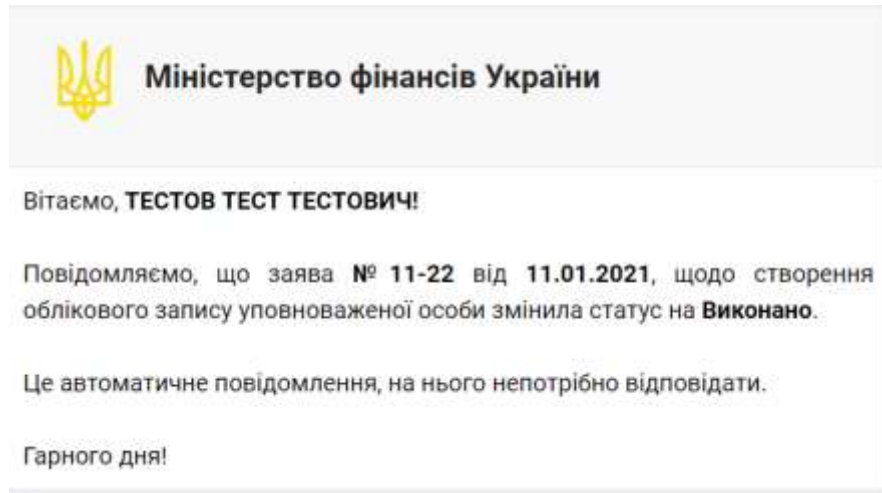 Міністерство фінансів України
Вітаємо, ТЕСТОВ ТЕСТ ТЕСТОВИЧ!
Повідомляємо, що заява № 11-22 від 11.01.2021, щодо створення
облікового запису уповноваженої особи змінила статус на Виконано.
Це автоматичне повідомлення, на нього непотрібно відповідати.
Гарного дня!